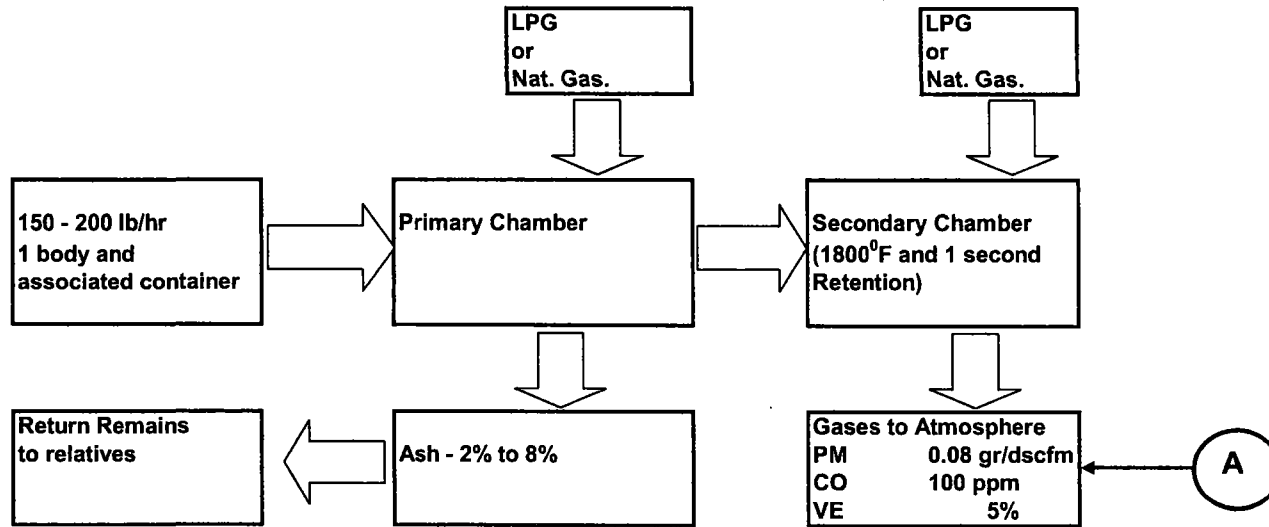 LPG
or
Nat. Gas.
LPG
or
Nat. Gas.
150 - 200 lb/hr
1 body and
associated container
Primary Chamber
Secondary Chamber
(1800⁰F and 1 second
Retention)
Return Remains
to relatives
Ash - 2% to 8%
Gases to Atmosphere
PM 0.08 gr/dscfm
CO 100 ppm
VE 5%
A